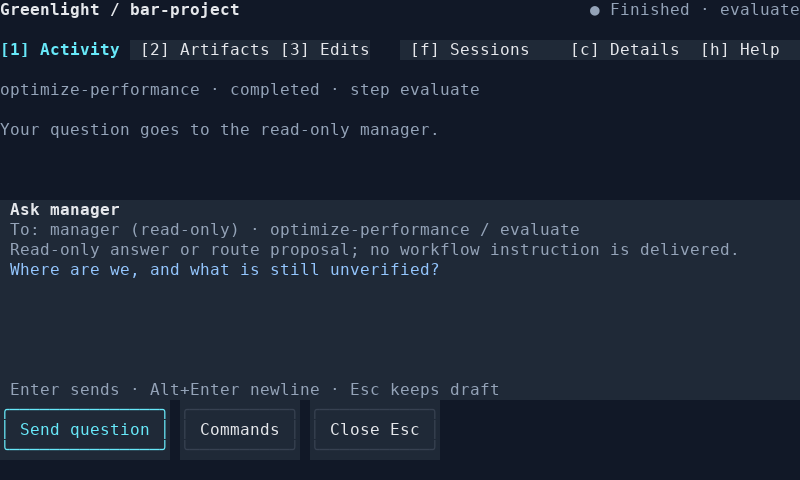 Greenlight / bar-project ● Finished · evaluate
[1] Activity [2] Artifacts [3] Edits [f] Sessions [c] Details [h] Help
optimize-performance · completed · step evaluate
Your question goes to the read-only manager.
Ask manager
To: manager (read-only) · optimize-performance / evaluate
Read-only answer or route proposal; no workflow instruction is delivered.
Where are we, and what is still unverified?
Enter sends · Alt+Enter newline · Esc keeps draft
Send question Commands Close Esc